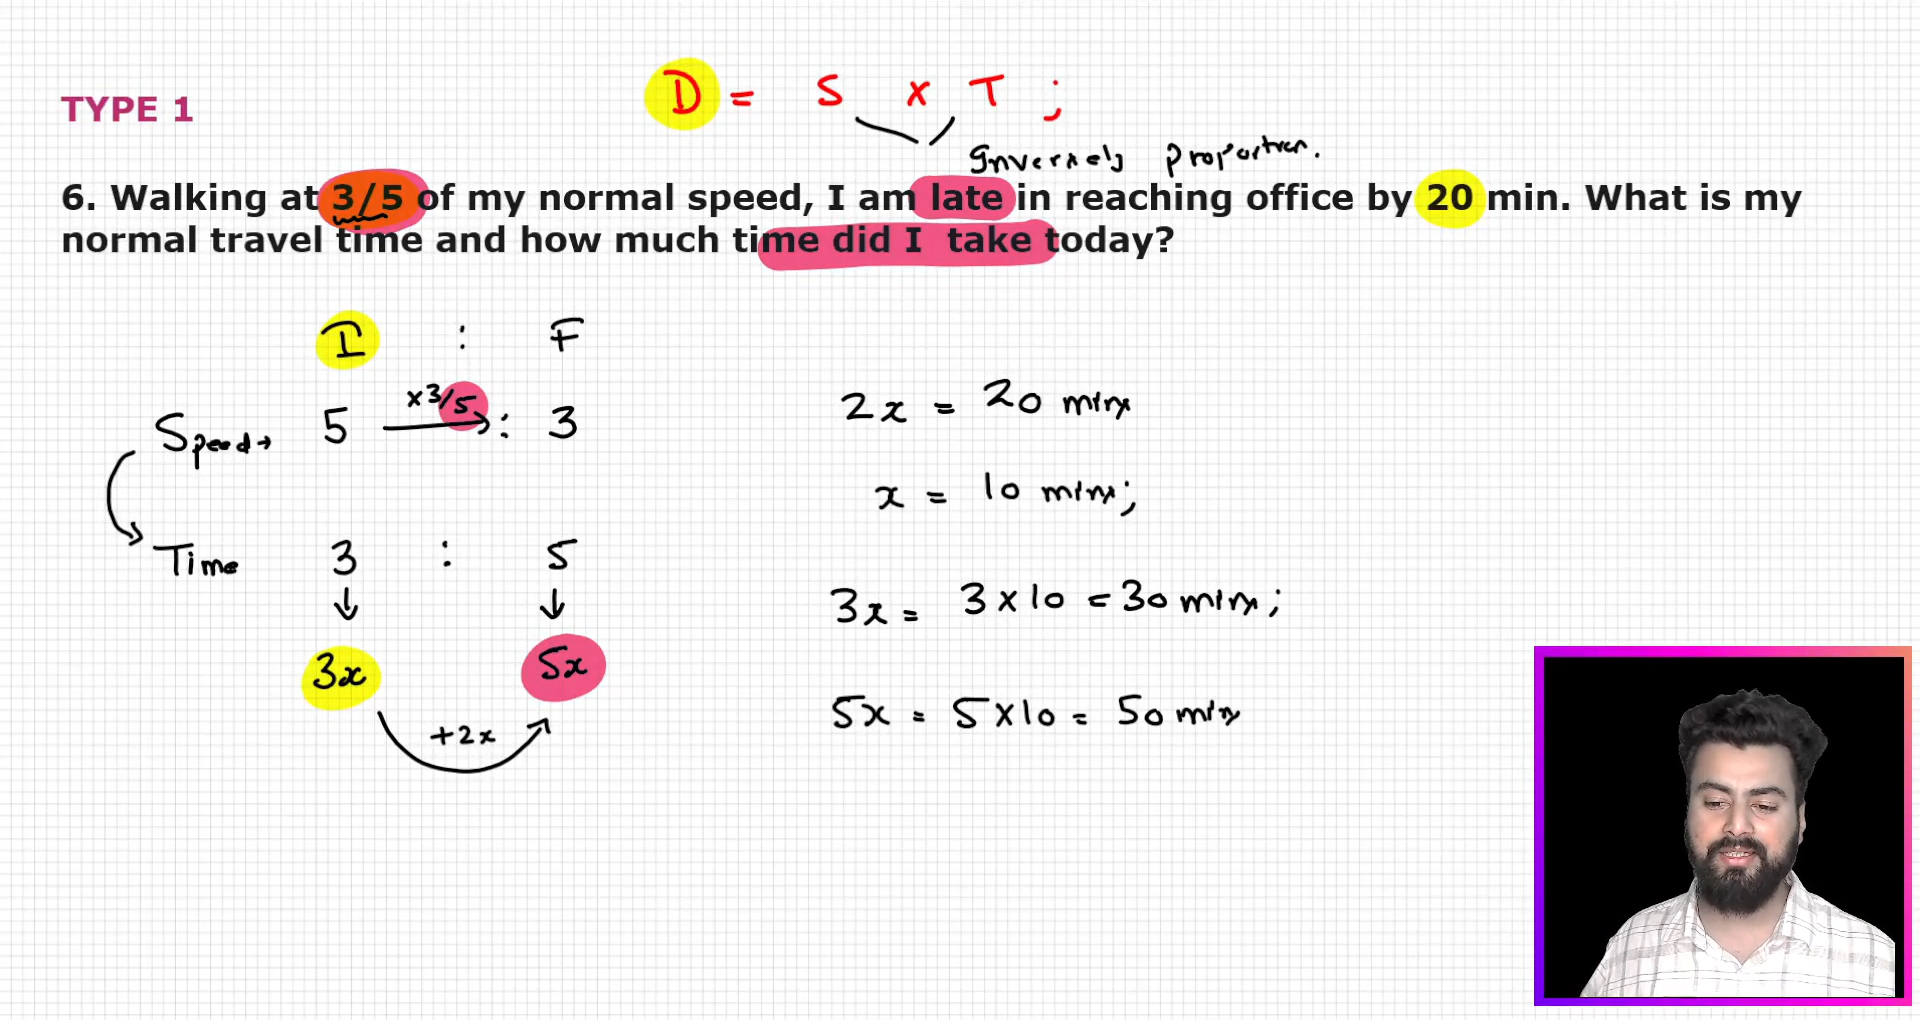 TYPE 1
D = S x T ;
Inversely proportion.
6. Walking at 3/5 of my normal speed, I am late in reaching office by 20 min. What is my
normal travel time and how much time did I take today?
I : F
Speed → 5 x3/5 : 3
Time 3 : 5
3x 5x
+2x
2x = 20 min
x = 10 min;
3x = 3 x 10 = 30 min;
5x = 5 x 10 = 50 min